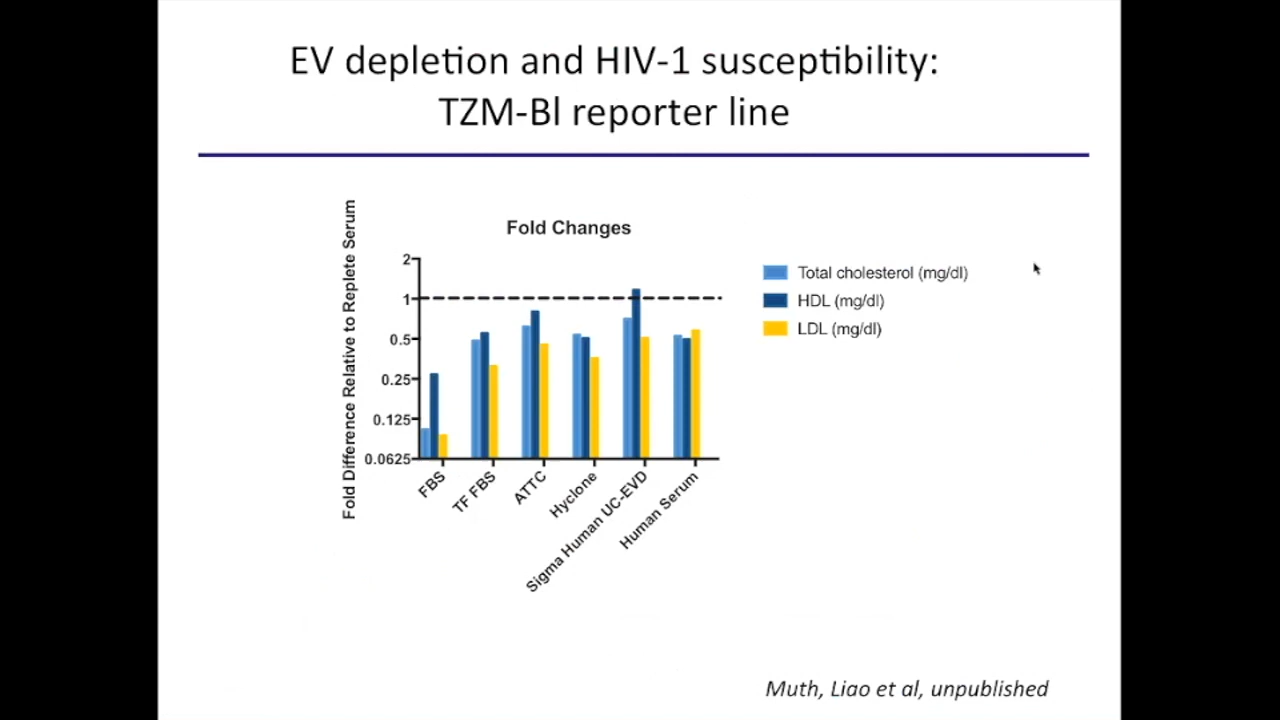 EV depletion and HIV-1 susceptibility:
TZM-Bl reporter line
Fold Changes
Fold Difference Relative to Replete Serum
2
1
0.5
0.25
0.125
0.0625
FBS
TF FBS
ATTC
Hyclone
Sigma Human UC-EVD
Human Serum
Total cholesterol (mg/dl)
HDL (mg/dl)
LDL (mg/dl)
Muth, Liao et al, unpublished